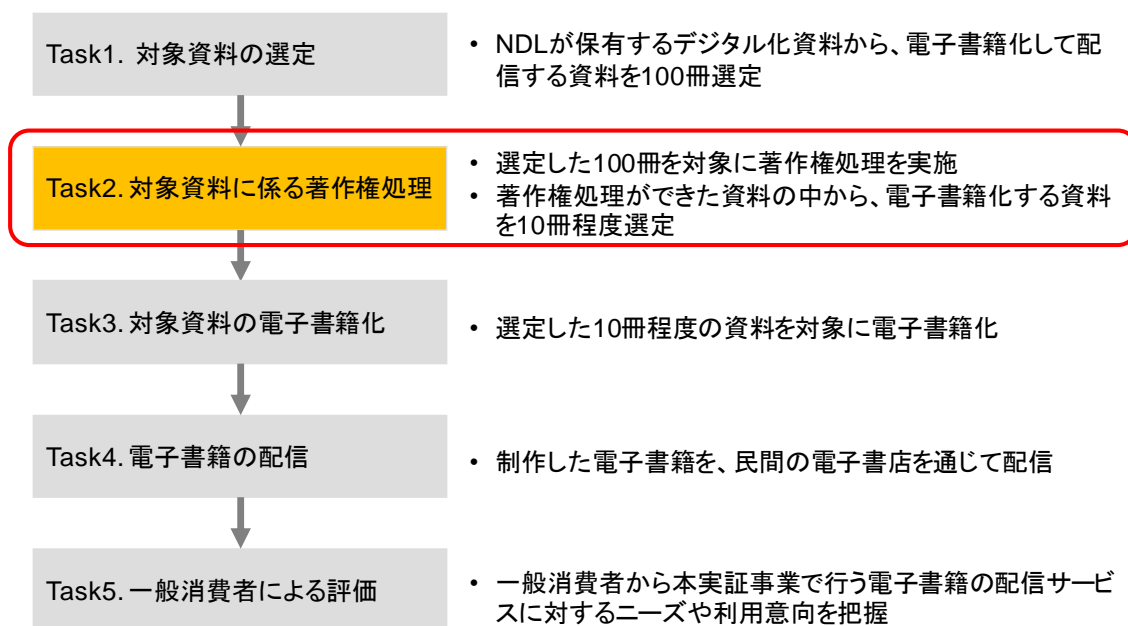 Task1. 対象資料の選定
• NDLが保有するデジタル化資料から、電子書籍化して配
信する資料を100冊選定
Task2. 対象資料に係る著作権処理
• 選定した100冊を対象に著作権処理を実施
• 著作権処理ができた資料の中から、電子書籍化する資料
を10冊程度選定
Task3. 対象資料の電子書籍化
• 選定した10冊程度の資料を対象に電子書籍化
Task4. 電子書籍の配信
• 制作した電子書籍を、民間の電子書店を通じて配信
Task5. 一般消費者による評価
• 一般消費者から本実証事業で行う電子書籍の配信サービ
スに対するニーズや利用意向を把握